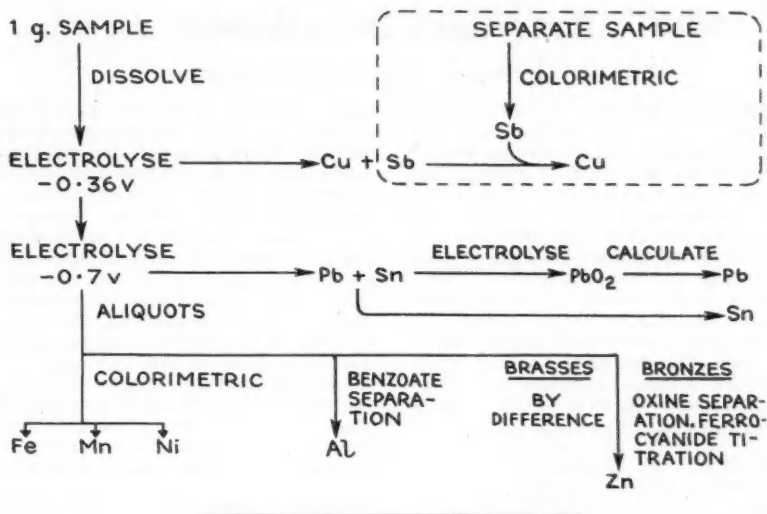 1 g. SAMPLE
DISSOLVE
SEPARATE SAMPLE
COLORIMETRIC
Sb
ELECTROLYSE
-0·36v
Cu + Sb
Cu
ELECTROLYSE
-0·7v
Pb + Sn
ELECTROLYSE
PbO₂
CALCULATE
Pb
Sn
ALIQUOTS
COLORIMETRIC
Fe Mn Ni
BENZOATE
SEPARA-
TION
Al
BRASSES
BY
DIFFERENCE
BRONZES
OXINE SEPAR-
ATION. FERRO-
CYANIDE TI-
TRATION
Zn